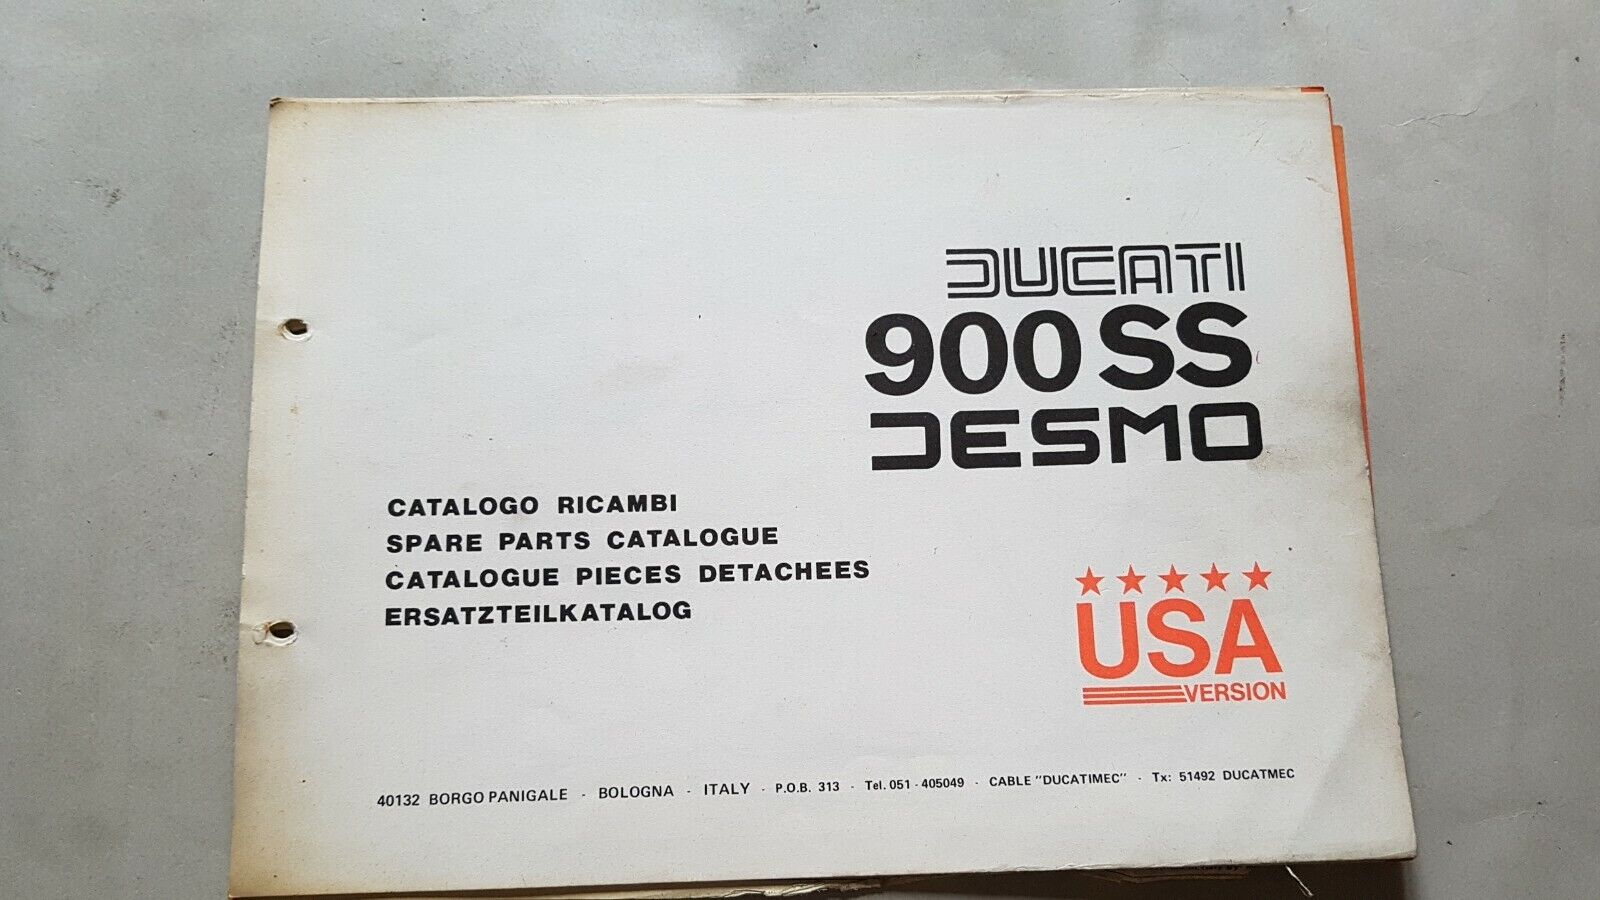 DUCATI
900 SS
DESMO
CATALOGO RICAMBI
SPARE PARTS CATALOGUE
CATALOGUE PIECES DETACHEES
ERSATZTEILKATALOG
★★★★★
USA
VERSION
40132 BORGO PANIGALE - BOLOGNA - ITALY - P.O.B. 313 - Tel. 051 - 405049 - CABLE "DUCATIMEC" - Tx: 51492 DUCATMEC